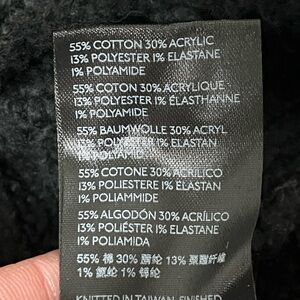 55% COTTON 30% ACRYLIC
13% POLYESTER 1% ELASTANE
1% POLYAMIDE
55% COTON 30% ACRYLIQUE
13% POLYESTER 1% ÉLASTHANNE
1% POLYAMIDE
55% BAUMWOLLE 30% ACRYL
13% POLYESTER 1% ELASTAN
1% POLYAMID
55% COTONE 30% ACRILICO
13% POLIESTERE 1% ELASTAN
1% POLIAMMIDE
55% ALGODÓN 30% ACRÍLICO
13% POLIÉSTER 1% ELASTANO
1% POLIAMIDA
55% 棉 30% 腈纶 13% 聚酯纤维
1% 氨纶 1% 锦纶
KNITTED IN TAIWAN, FINISHED